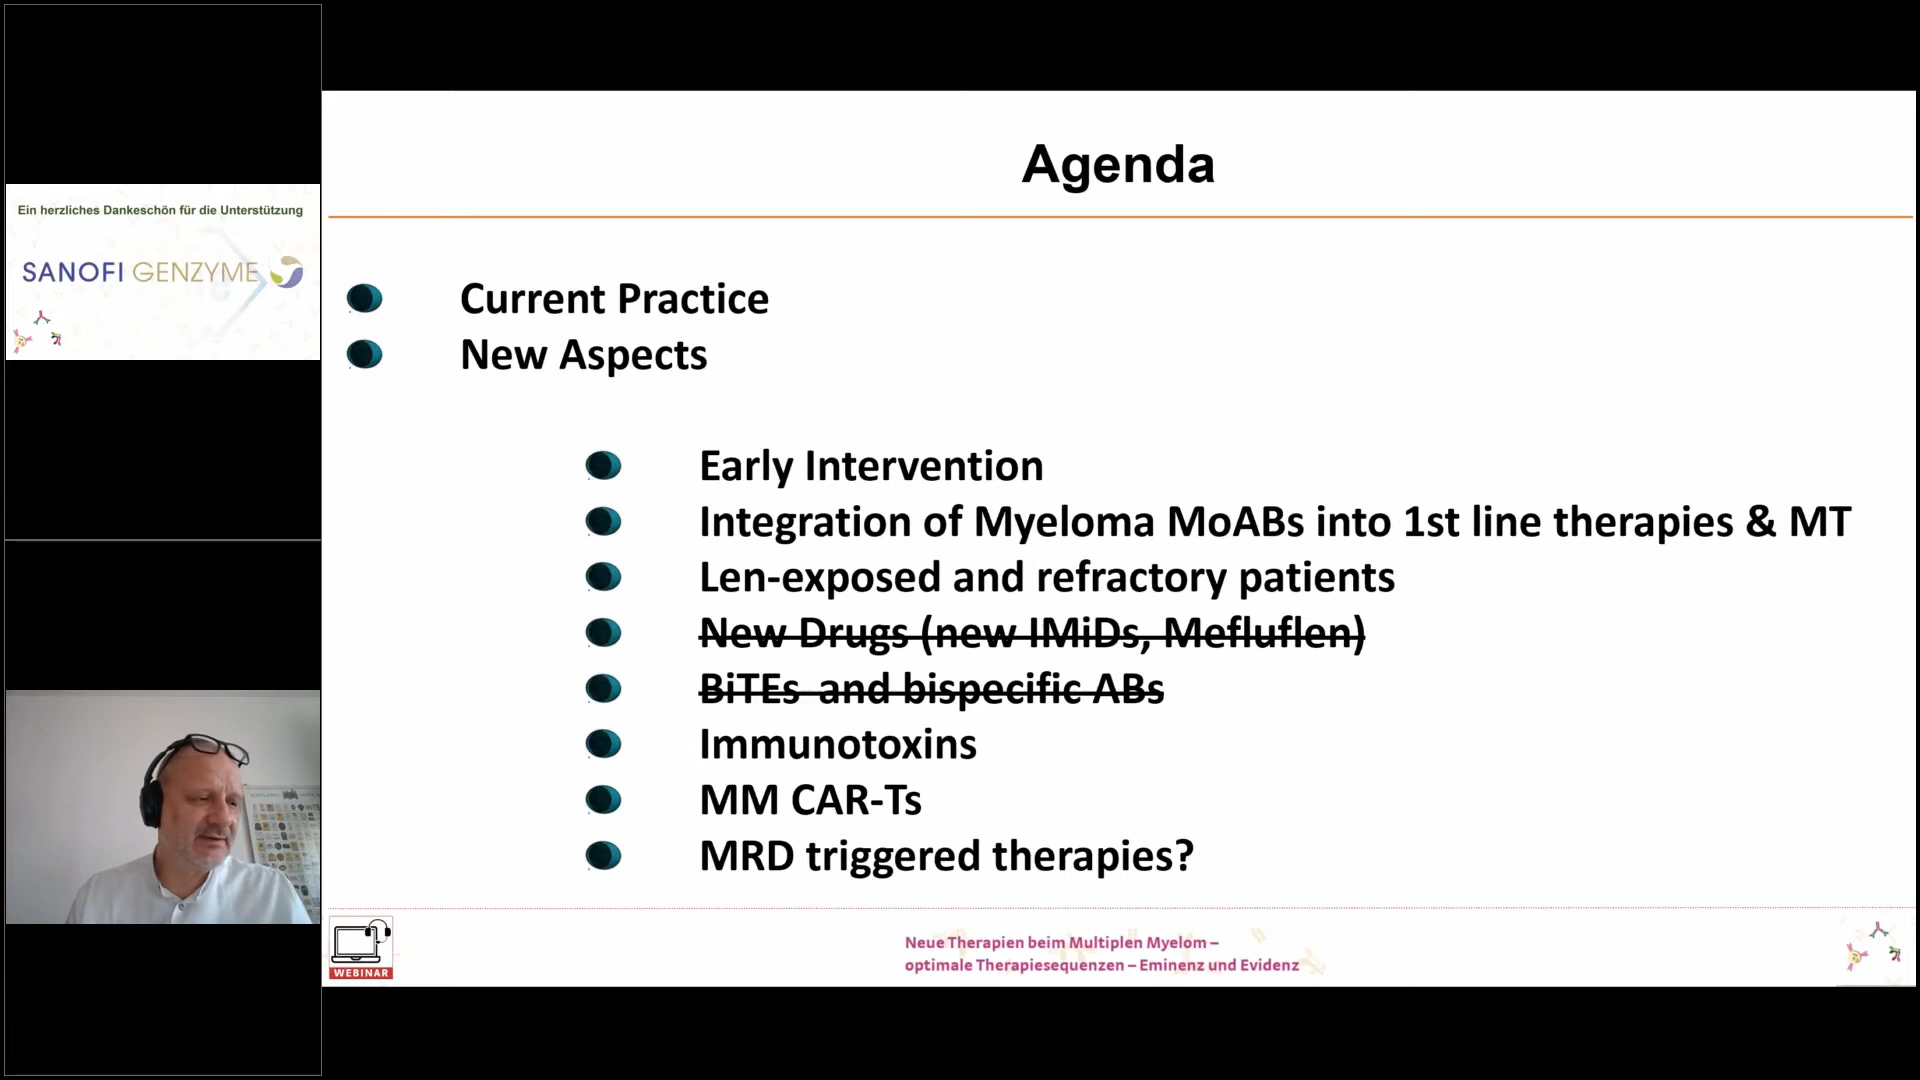 Ein herzliches Dankeschön für die Unterstützung
SANOFI GENZYME
Agenda
Current Practice
New Aspects
Early Intervention
Integration of Myeloma MoABs into 1st line therapies & MT
Len-exposed and refractory patients
New Drugs (new IMiDs, Mefluflen)
BiTEs and bispecific ABs
Immunotoxins
MM CAR-Ts
MRD triggered therapies?
WEBINAR
Neue Therapien beim Multiplen Myelom –
optimale Therapiesequenzen – Eminenz und Evidenz